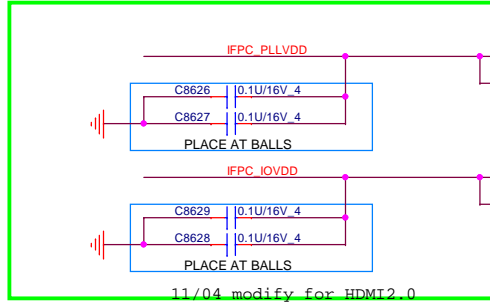 IFPC_PLLVDD
C8626 0.1U/16V_4
C8627 0.1U/16V_4
PLACE AT BALLS
IFPC_IOVDD
C8629 0.1U/16V_4
C8628 0.1U/16V_4
PLACE AT BALLS
11/04 modify for HDMI2.0